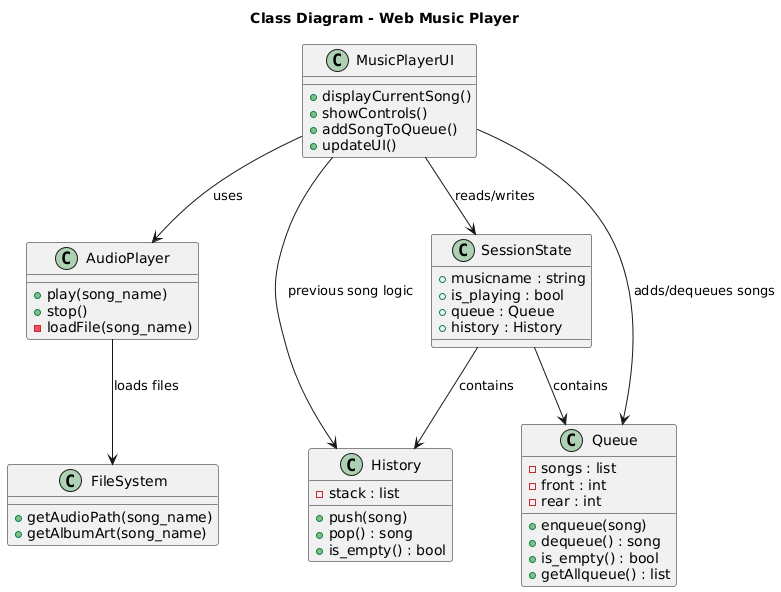 Class Diagram - Web Music Player
C MusicPlayerUI
displayCurrentSong()
showControls()
addSongToQueue()
updateUI()
uses
reads/writes
previous song logic
adds/dequeues songs
C AudioPlayer
play(song_name)
stop()
loadFile(song_name)
C SessionState
musicname : string
is_playing : bool
queue : Queue
history : History
loads files
contains
contains
C FileSystem
getAudioPath(song_name)
getAlbumArt(song_name)
C History
stack : list
push(song)
pop() : song
is_empty() : bool
C Queue
songs : list
front : int
rear : int
enqueue(song)
dequeue() : song
is_empty() : bool
getAllqueue() : list